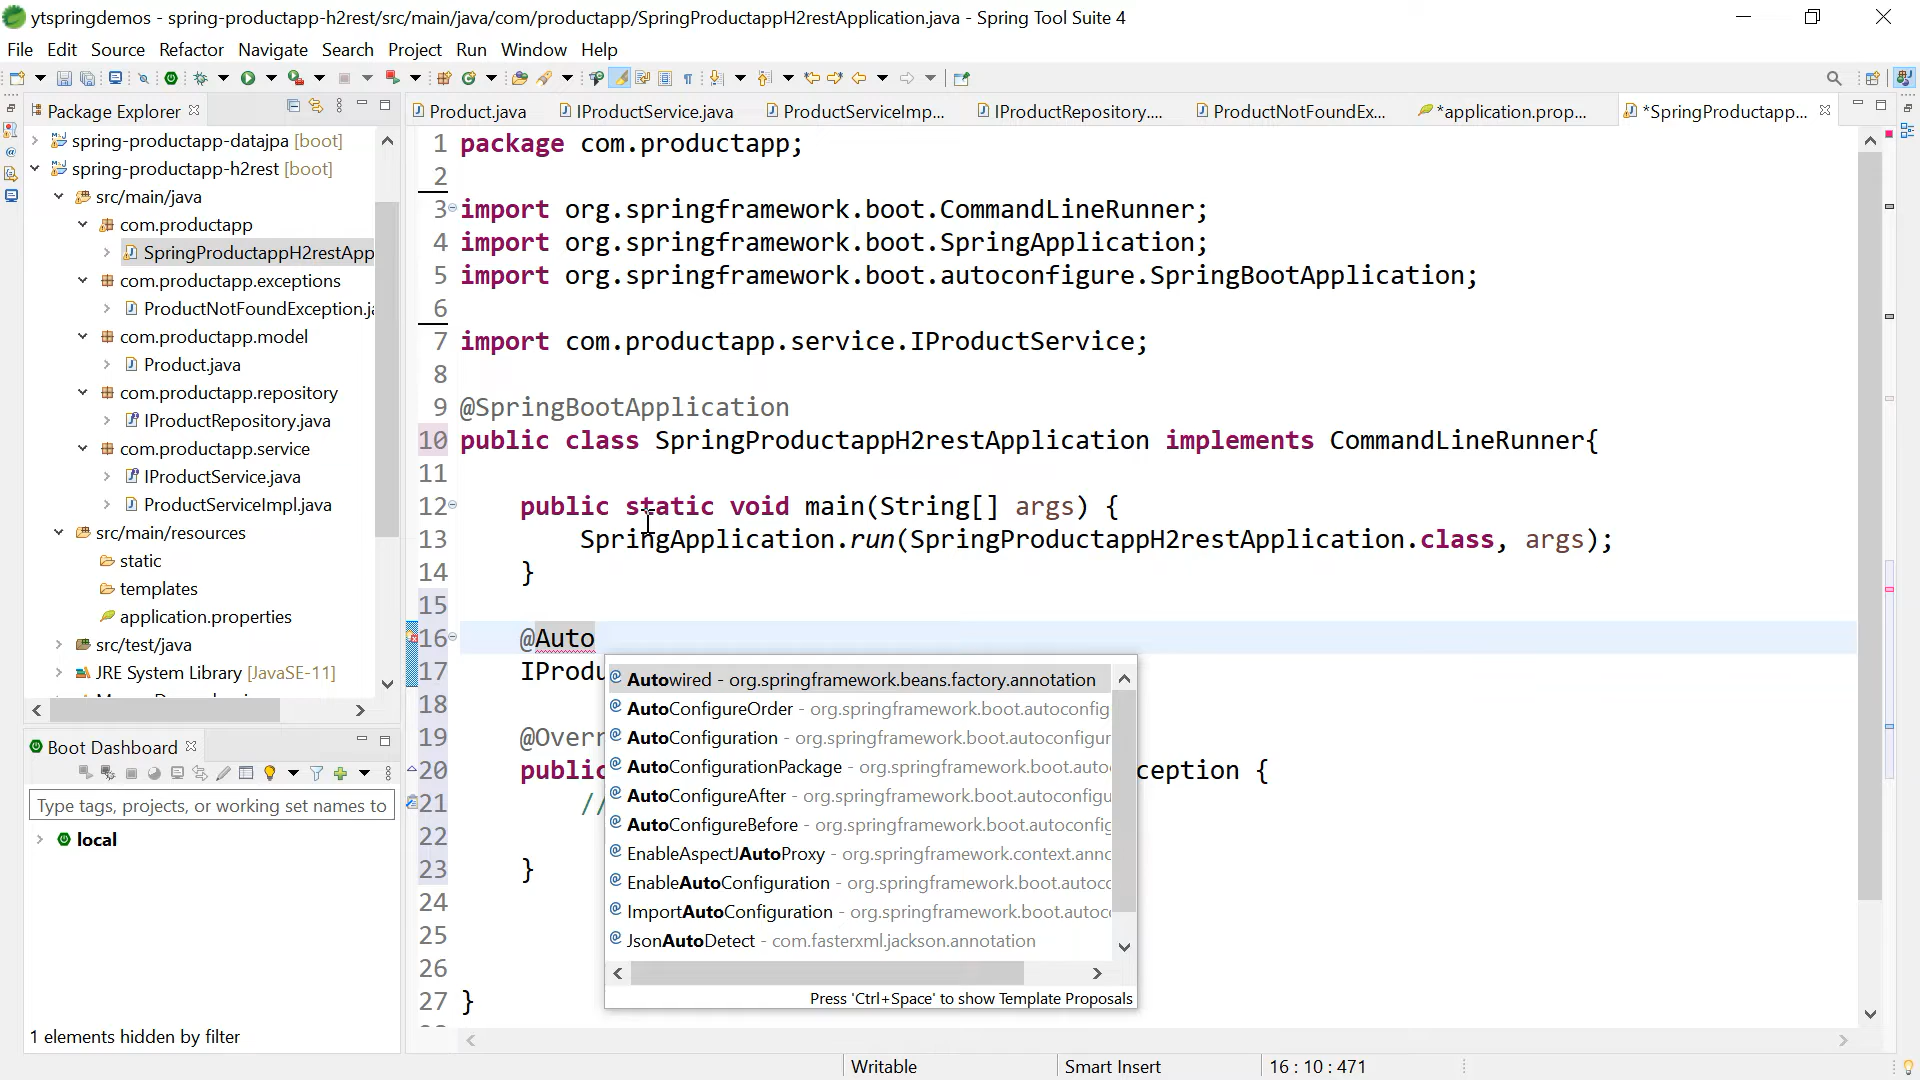 ytspringdemos - spring-productapp-h2rest/src/main/java/com/productapp/SpringProductappH2restApplication.java - Spring Tool Suite 4
File Edit Source Refactor Navigate Search Project Run Window Help
Package Explorer
Product.java IProductService.java ProductServiceImp... IProductRepository.... ProductNotFoundEx... *application.prop... *SpringProductapp...
spring-productapp-datajpa [boot]
spring-productapp-h2rest [boot]
src/main/java
com.productapp
SpringProductappH2restApp
com.productapp.exceptions
ProductNotFoundException.ja
com.productapp.model
Product.java
com.productapp.repository
IProductRepository.java
com.productapp.service
IProductService.java
ProductServiceImpl.java
src/main/resources
static
templates
application.properties
src/test/java
JRE System Library [JavaSE-11]
Boot Dashboard
Type tags, projects, or working set names to
local
1 elements hidden by filter
1 package com.productapp;
2
3 import org.springframework.boot.CommandLineRunner;
4 import org.springframework.boot.SpringApplication;
5 import org.springframework.boot.autoconfigure.SpringBootApplication;
6
7 import com.productapp.service.IProductService;
8
9 @SpringBootApplication
10 public class SpringProductappH2restApplication implements CommandLineRunner{
11
12 public static void main(String[] args) {
13 SpringApplication.run(SpringProductappH2restApplication.class, args);
14 }
15
16 @Auto
17 IProdu
18
19 @Overr
20 public ception {
21 //
22
23 }
24
25
26
27 }
Autowired - org.springframework.beans.factory.annotation
AutoConfigureOrder - org.springframework.boot.autoconfig
AutoConfiguration - org.springframework.boot.autoconfigur
AutoConfigurationPackage - org.springframework.boot.auto
AutoConfigureAfter - org.springframework.boot.autoconfigu
AutoConfigureBefore - org.springframework.boot.autoconfig
EnableAspectJAutoProxy - org.springframework.context.anno
EnableAutoConfiguration - org.springframework.boot.autoco
ImportAutoConfiguration - org.springframework.boot.autoco
JsonAutoDetect - com.fasterxml.jackson.annotation
Press 'Ctrl+Space' to show Template Proposals
Writable Smart Insert 16 : 10 : 471